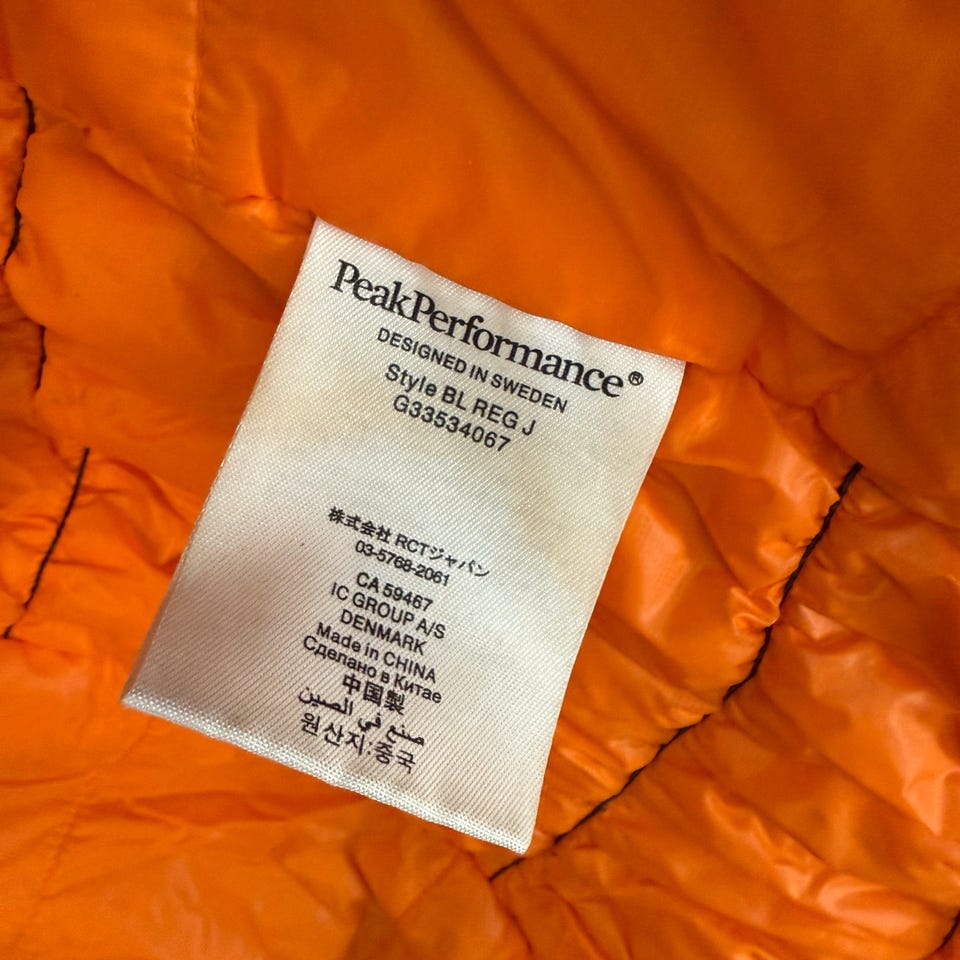 PeakPerformance®
DESIGNED IN SWEDEN
Style BL REG J
G33534067
株式会社 RCTジャパン
03-5768-2061
CA 59467
IC GROUP A/S
DENMARK
Made in CHINA
Сделано в Китае
中国製
صنع في الصين
원산지:중국